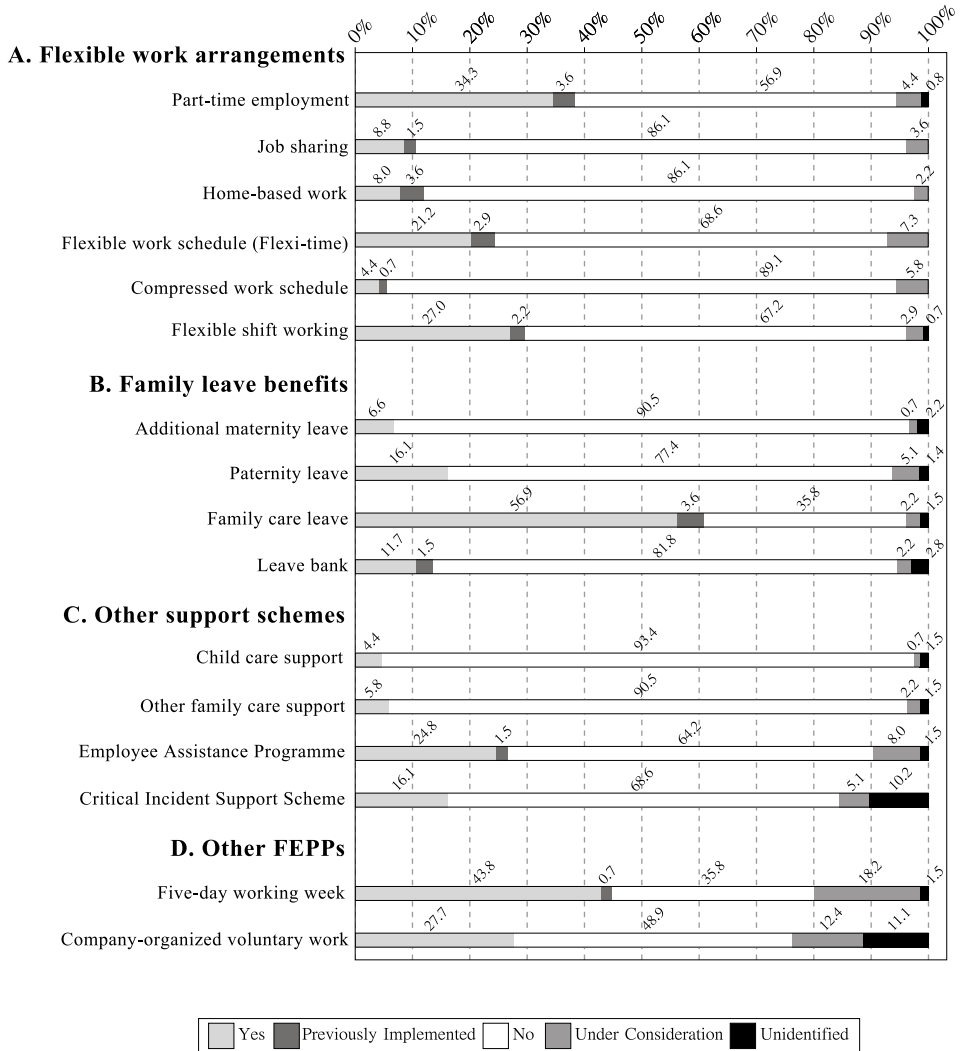 0% 10% 20% 30% 40% 50% 60% 70% 80% 90% 100%
A. Flexible work arrangements
34.3 3.6 56.9 4.4 0.8
Part-time employment
8.8 1.5 86.1 3.6
Job sharing
8.0 3.6 86.1 2.2
Home-based work
21.2 2.9 68.6 7.3
Flexible work schedule (Flexi-time)
4.4 0.7 89.1 5.8
Compressed work schedule
27.0 2.2 67.2 2.9 0.7
Flexible shift working
B. Family leave benefits
6.6 90.5 0.7 2.2
Additional maternity leave
16.1 77.4 5.1 1.4
Paternity leave
56.9 3.6 35.8 2.2 1.5
Family care leave
11.7 1.5 81.8 2.2 2.8
Leave bank
C. Other support schemes
4.4 93.4 0.7 1.5
Child care support
5.8 90.5 2.2 1.5
Other family care support
24.8 1.5 64.2 8.0 1.5
Employee Assistance Programme
16.1 68.6 5.1 10.2
Critical Incident Support Scheme
D. Other FEPPs
43.8 0.7 35.8 18.2 1.5
Five-day working week
27.7 48.9 12.4 11.1
Company-organized voluntary work
Yes Previously Implemented No Under Consideration Unidentified